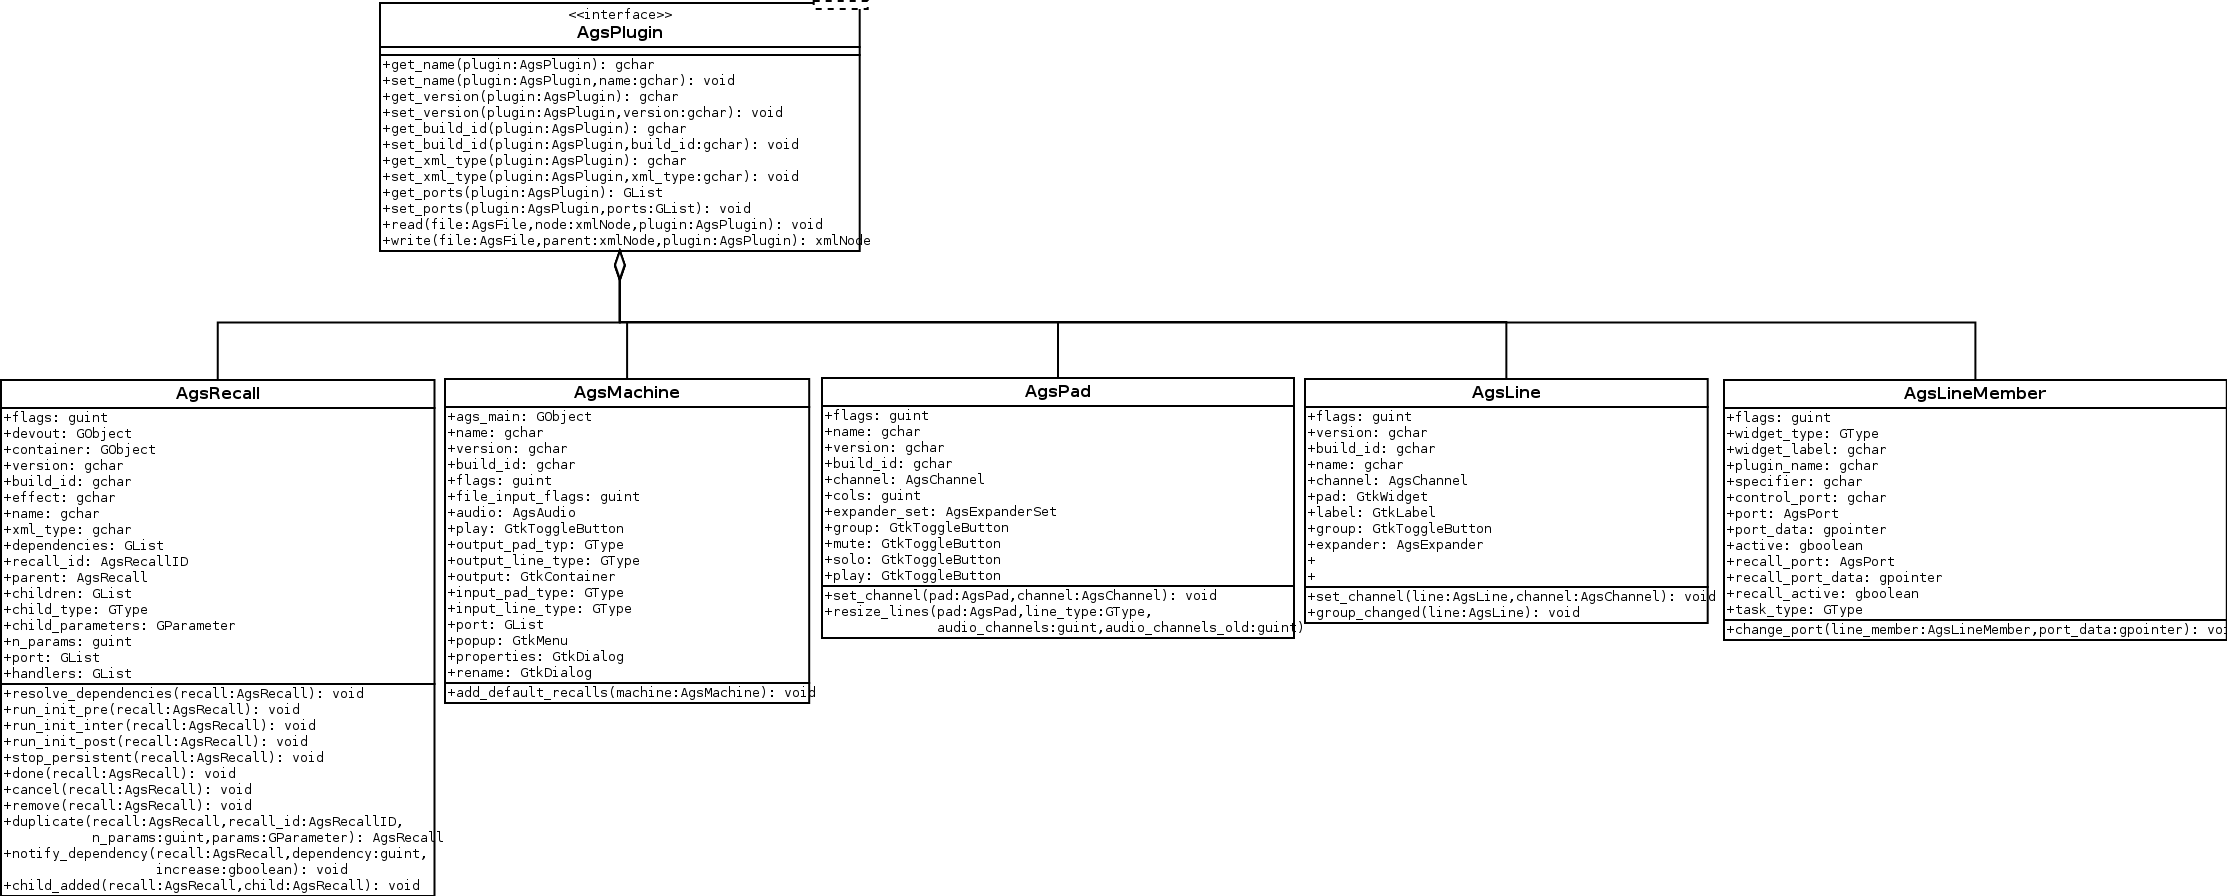 <<interface>>
AgsPlugin
+get_name(plugin:AgsPlugin): gchar
+set_name(plugin:AgsPlugin,name:gchar): void
+get_version(plugin:AgsPlugin): gchar
+set_version(plugin:AgsPlugin,version:gchar): void
+get_build_id(plugin:AgsPlugin): gchar
+set_build_id(plugin:AgsPlugin,build_id:gchar): void
+get_xml_type(plugin:AgsPlugin): gchar
+set_xml_type(plugin:AgsPlugin,xml_type:gchar): void
+get_ports(plugin:AgsPlugin): GList
+set_ports(plugin:AgsPlugin,ports:GList): void
+read(file:AgsFile,node:xmlNode,plugin:AgsPlugin): void
+write(file:AgsFile,parent:xmlNode,plugin:AgsPlugin): xmlNode
AgsRecall
+flags: guint
+devout: GObject
+container: GObject
+version: gchar
+build_id: gchar
+effect: gchar
+name: gchar
+xml_type: gchar
+dependencies: GList
+recall_id: AgsRecallID
+parent: AgsRecall
+children: GList
+child_type: GType
+child_parameters: GParameter
+n_params: guint
+port: GList
+handlers: GList
+resolve_dependencies(recall:AgsRecall): void
+run_init_pre(recall:AgsRecall): void
+run_init_inter(recall:AgsRecall): void
+run_init_post(recall:AgsRecall): void
+stop_persistent(recall:AgsRecall): void
+done(recall:AgsRecall): void
+cancel(recall:AgsRecall): void
+remove(recall:AgsRecall): void
+duplicate(recall:AgsRecall,recall_id:AgsRecallID,
n_params:guint,params:GParameter): AgsRecall
+notify_dependency(recall:AgsRecall,dependency:guint,
increase:gboolean): void
+child_added(recall:AgsRecall,child:AgsRecall): void
AgsMachine
+ags_main: GObject
+name: gchar
+version: gchar
+build_id: gchar
+flags: guint
+file_input_flags: guint
+audio: AgsAudio
+play: GtkToggleButton
+output_pad_typ: GType
+output_line_type: GType
+output: GtkContainer
+input_pad_type: GType
+input_line_type: GType
+port: GList
+popup: GtkMenu
+properties: GtkDialog
+rename: GtkDialog
+add_default_recalls(machine:AgsMachine): void
AgsPad
+flags: guint
+name: gchar
+version: gchar
+build_id: gchar
+channel: AgsChannel
+cols: guint
+expander_set: AgsExpanderSet
+group: GtkToggleButton
+mute: GtkToggleButton
+solo: GtkToggleButton
+play: GtkToggleButton
+set_channel(pad:AgsPad,channel:AgsChannel): void
+resize_lines(pad:AgsPad,line_type:GType,
audio_channels:guint,audio_channels_old:guint)
AgsLine
+flags: guint
+version: gchar
+build_id: gchar
+name: gchar
+channel: AgsChannel
+pad: GtkWidget
+label: GtkLabel
+group: GtkToggleButton
+expander: AgsExpander
+
+
+set_channel(line:AgsLine,channel:AgsChannel): void
+group_changed(line:AgsLine): void
AgsLineMember
+flags: guint
+widget_type: GType
+widget_label: gchar
+plugin_name: gchar
+specifier: gchar
+control_port: gchar
+port: AgsPort
+port_data: gpointer
+active: gboolean
+recall_port: AgsPort
+recall_port_data: gpointer
+recall_active: gboolean
+task_type: GType
+change_port(line_member:AgsLineMember,port_data:gpointer):